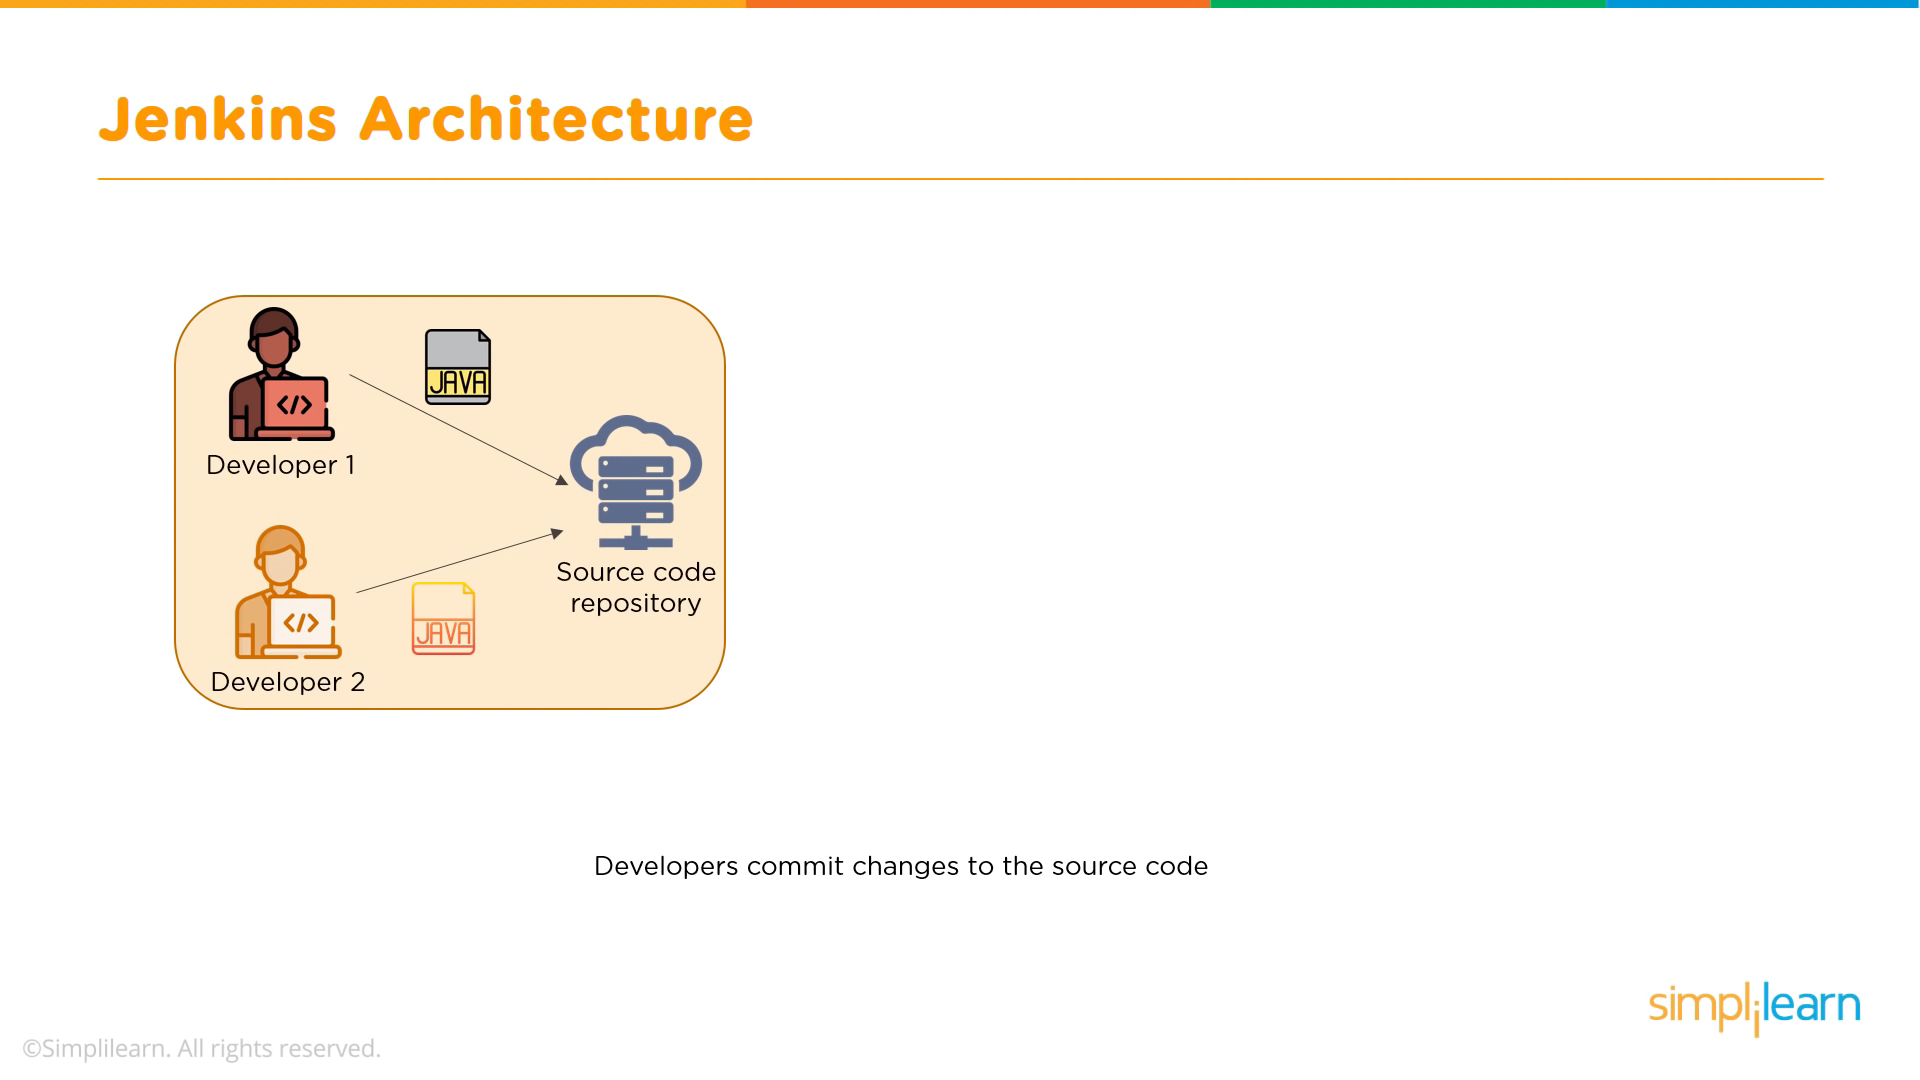 Jenkins Architecture
JAVA
</>
Developer 1
Source code
repository
</>
JAVA
Developer 2
Developers commit changes to the source code
simplilearn
©Simplilearn. All rights reserved.